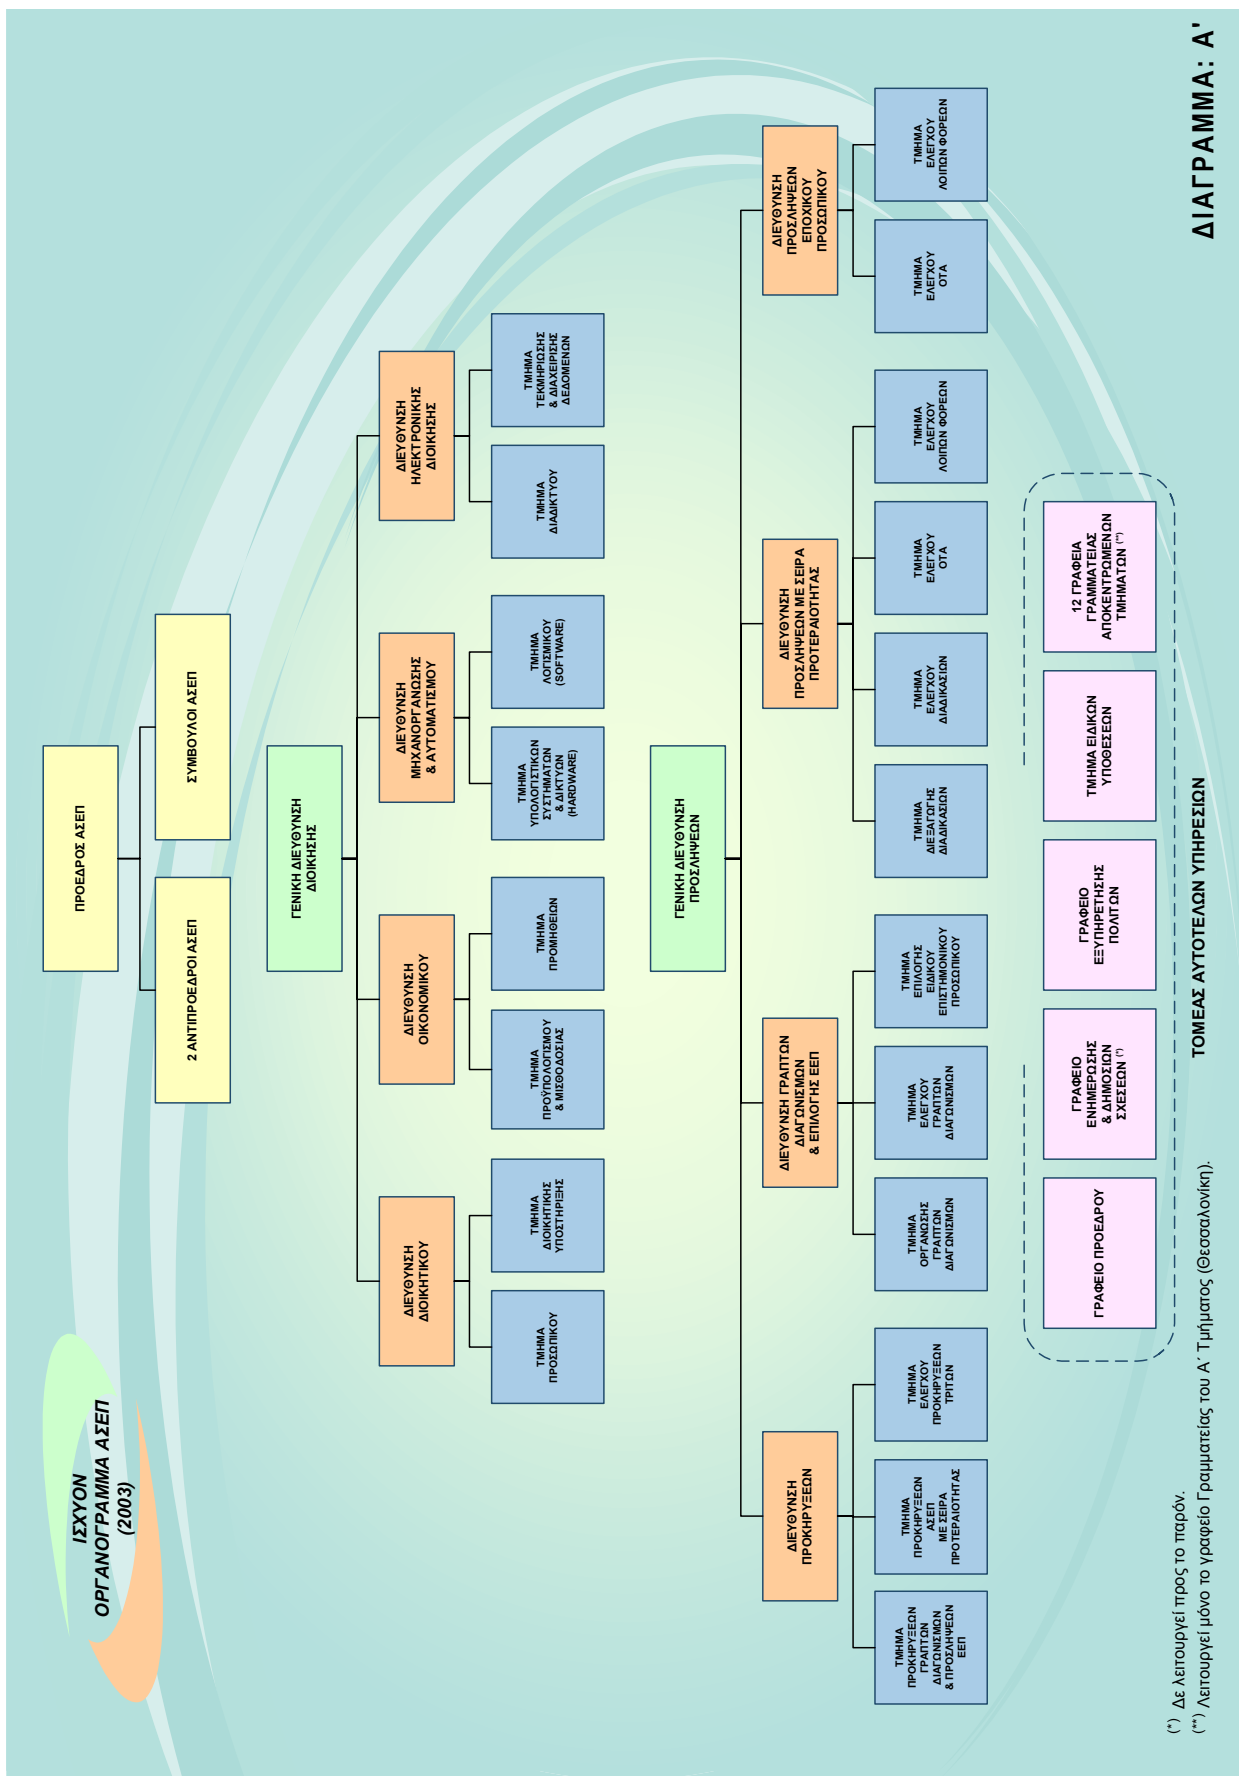 ΙΣΧΥΟΝ
ΟΡΓΑΝΟΓΡΑΜΜΑ ΑΣΕΠ
(2003)
ΠΡΟΕΔΡΟΣ ΑΣΕΠ
2 ΑΝΤΙΠΡΟΕΔΡΟΙ ΑΣΕΠ
ΣΥΜΒΟΥΛΟΙ ΑΣΕΠ
ΓΕΝΙΚΗ ΔΙΕΥΘΥΝΣΗ
ΔΙΟΙΚΗΣΗΣ
ΔΙΕΥΘΥΝΣΗ
ΔΙΟΙΚΗΤΙΚΟΥ
ΔΙΕΥΘΥΝΣΗ
ΟΙΚΟΝΟΜΙΚΟΥ
ΔΙΕΥΘΥΝΣΗ
ΜΗΧΑΝΟΡΓΑΝΩΣΗΣ
& ΑΥΤΟΜΑΤΙΣΜΟΥ
ΔΙΕΥΘΥΝΣΗ
ΗΛΕΚΤΡΟΝΙΚΗΣ
ΔΙΟΙΚΗΣΗΣ
ΤΜΗΜΑ
ΠΡΟΣΩΠΙΚΟΥ
ΤΜΗΜΑ
ΔΙΟΙΚΗΤΙΚΗΣ
ΥΠΟΣΤΗΡΙΞΗΣ
ΤΜΗΜΑ
ΠΡΟΫΠΟΛΟΓΙΣΜΟΥ
& ΜΙΣΘΟΔΟΣΙΑΣ
ΤΜΗΜΑ
ΠΡΟΜΗΘΕΙΩΝ
ΤΜΗΜΑ
ΥΠΟΛΟΓΙΣΤΙΚΩΝ
ΣΥΣΤΗΜΑΤΩΝ
& ΔΙΚΤΥΩΝ
(HARDWARE)
ΤΜΗΜΑ
ΛΟΓΙΣΜΙΚΟΥ
(SOFTWARE)
ΤΜΗΜΑ
ΔΙΑΔΙΚΤΥΟΥ
ΤΜΗΜΑ
ΤΕΚΜΗΡΙΩΣΗΣ
& ΔΙΑΧΕΙΡΙΣΗΣ
ΔΕΔΟΜΕΝΩΝ
ΓΕΝΙΚΗ ΔΙΕΥΘΥΝΣΗ
ΠΡΟΣΛΗΨΕΩΝ
ΔΙΕΥΘΥΝΣΗ
ΠΡΟΚΗΡΥΞΕΩΝ
ΔΙΕΥΘΥΝΣΗ ΓΡΑΠΤΩΝ
ΔΙΑΓΩΝΙΣΜΩΝ
& ΕΠΙΛΟΓΗΣ ΕΕΠ
ΔΙΕΥΘΥΝΣΗ
ΠΡΟΣΛΗΨΕΩΝ ΜΕ ΣΕΙΡΑ
ΠΡΟΤΕΡΑΙΟΤΗΤΑΣ
ΔΙΕΥΘΥΝΣΗ
ΠΡΟΣΛΗΨΕΩΝ
ΕΠΟΧΙΚΟΥ
ΠΡΟΣΩΠΙΚΟΥ
ΤΜΗΜΑ
ΠΡΟΚΗΡΥΞΕΩΝ
ΓΡΑΠΤΩΝ
ΔΙΑΓΩΝΙΣΜΩΝ
& ΠΡΟΣΛΗΨΕΩΝ
ΕΕΠ
ΤΜΗΜΑ
ΠΡΟΚΗΡΥΞΕΩΝ
ΑΣΕΠ
ΜΕ ΣΕΙΡΑ
ΠΡΟΤΕΡΑΙΟΤΗΤΑΣ
ΤΜΗΜΑ
ΕΛΕΓΧΟΥ
ΠΡΟΚΗΡΥΞΕΩΝ
ΤΡΙΤΩΝ
ΤΜΗΜΑ
ΟΡΓΑΝΩΣΗΣ
ΓΡΑΠΤΩΝ
ΔΙΑΓΩΝΙΣΜΩΝ
ΤΜΗΜΑ
ΕΛΕΓΧΟΥ
ΓΡΑΠΤΩΝ
ΔΙΑΓΩΝΙΣΜΩΝ
ΤΜΗΜΑ
ΕΠΙΛΟΓΗΣ
ΕΙΔΙΚΟΥ
ΕΠΙΣΤΗΜΟΝΙΚΟΥ
ΠΡΟΣΩΠΙΚΟΥ
ΤΜΗΜΑ
ΔΙΕΞΑΓΩΓΗΣ
ΔΙΑΔΙΚΑΣΙΩΝ
ΤΜΗΜΑ
ΕΛΕΓΧΟΥ
ΔΙΑΔΙΚΑΣΙΩΝ
ΤΜΗΜΑ
ΕΛΕΓΧΟΥ
ΟΤΑ
ΤΜΗΜΑ
ΕΛΕΓΧΟΥ
ΛΟΙΠΩΝ ΦΟΡΕΩΝ
ΤΜΗΜΑ
ΕΛΕΓΧΟΥ
ΟΤΑ
ΤΜΗΜΑ
ΕΛΕΓΧΟΥ
ΛΟΙΠΩΝ ΦΟΡΕΩΝ
ΓΡΑΦΕΙΟ ΠΡΟΕΔΡΟΥ
ΓΡΑΦΕΙΟ
ΕΝΗΜΕΡΩΣΗΣ
& ΔΗΜΟΣΙΩΝ
ΣΧΕΣΕΩΝ (*)
ΓΡΑΦΕΙΟ
ΕΞΥΠΗΡΕΤΗΣΗΣ
ΠΟΛΙΤΩΝ
ΤΜΗΜΑ ΕΙΔΙΚΩΝ
ΥΠΟΘΕΣΕΩΝ
12 ΓΡΑΦΕΙΑ
ΓΡΑΜΜΑΤΕΙΑΣ
ΑΠΟΚΕΝΤΡΩΜΕΝΩΝ
ΤΜΗΜΑΤΩΝ (**)
ΤΟΜΕΑΣ ΑΥΤΟΤΕΛΩΝ ΥΠΗΡΕΣΙΩΝ
(*) Δε λειτουργεί προς το παρόν.
(**) Λειτουργεί μόνο το γραφείο Γραμματείας του Α΄ Τμήματος (Θεσσαλονίκη).
ΔΙΑΓΡΑΜΜΑ: Α'